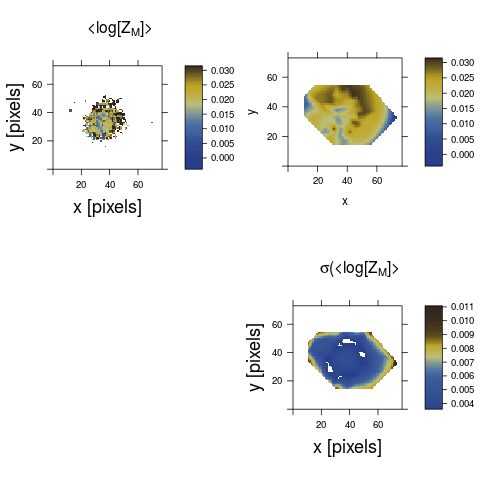 <log[Z_M]>
60
40
20
20 40 60
x [pixels]
y [pixels]
0.030
0.025
0.020
0.015
0.010
0.005
0.000
60
40
20
20 40 60
x
y
0.030
0.025
0.020
0.015
0.010
0.005
0.000
σ(<log[Z_M]>
60
40
20
20 40 60
x [pixels]
y [pixels]
0.011
0.010
0.009
0.008
0.007
0.006
0.005
0.004